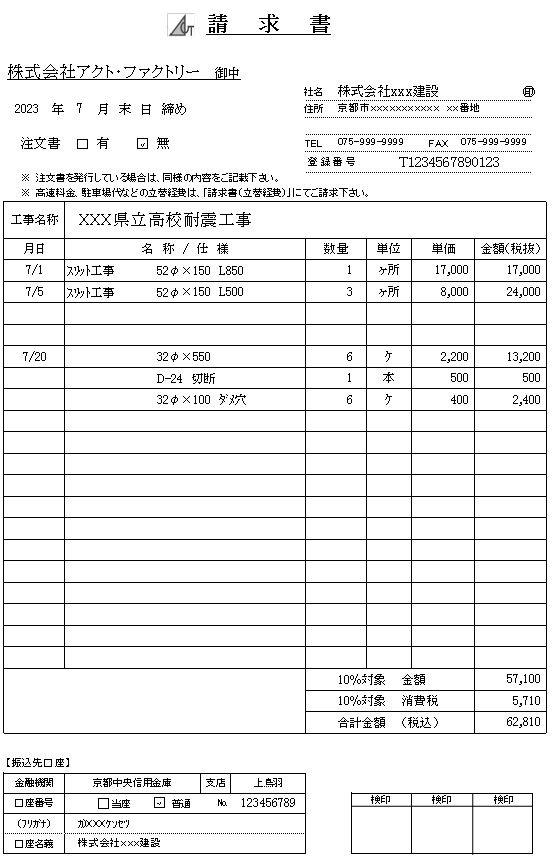 請求書
株式会社アクト・ファクトリー 御中
社名 株式会社xxx建設 ㊞
2023 年 7 月 末 日 締め
住所 京都市xxxxxxxxxxx xx番地
注文書 □ 有 ☑ 無
TEL 075-999-9999 FAX 075-999-9999
登録番号 T1234567890123
※ 注文書を発行している場合は、同様の内容をご記載下さい。
※ 高速料金、駐車場代などの立替経費は、「請求書(立替経費)」にてご請求下さい。
工事名称 XXX県立高校耐震工事
月日 名 称 / 仕 様 数量 単位 単価 金額(税抜)
7/1 ｽﾘｯﾄ工事 52φ×150 L850 1 ヶ所 17,000 17,000
7/5 ｽﾘｯﾄ工事 52φ×150 L500 3 ヶ所 8,000 24,000
7/20 32φ×550 6 ケ 2,200 13,200
D-24 切断 1 本 500 500
32φ×100 ﾀﾞﾒ穴 6 ケ 400 2,400
10%対象 金額 57,100
10%対象 消費税 5,710
合計金額 (税込) 62,810
【振込先口座】
金融機関 京都中央信用金庫 支店 上鳥羽
口座番号 □ 当座 ☑ 普通 No. 123456789
(ﾌﾘｶﾞﾅ) ｶ)XXXｹﾝｾﾂ
口座名義 株式会社xxx建設
検印 検印 検印